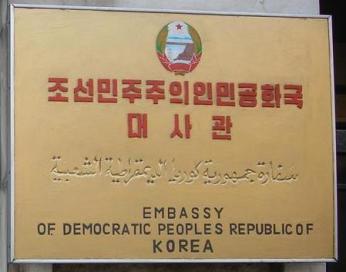 조선민주주의인민공화국
대사관
سفارة جمهورية كوريا الديمقراطية الشعبية
EMBASSY
OF DEMOCRATIC PEOPLES REPUBLIC OF
KOREA